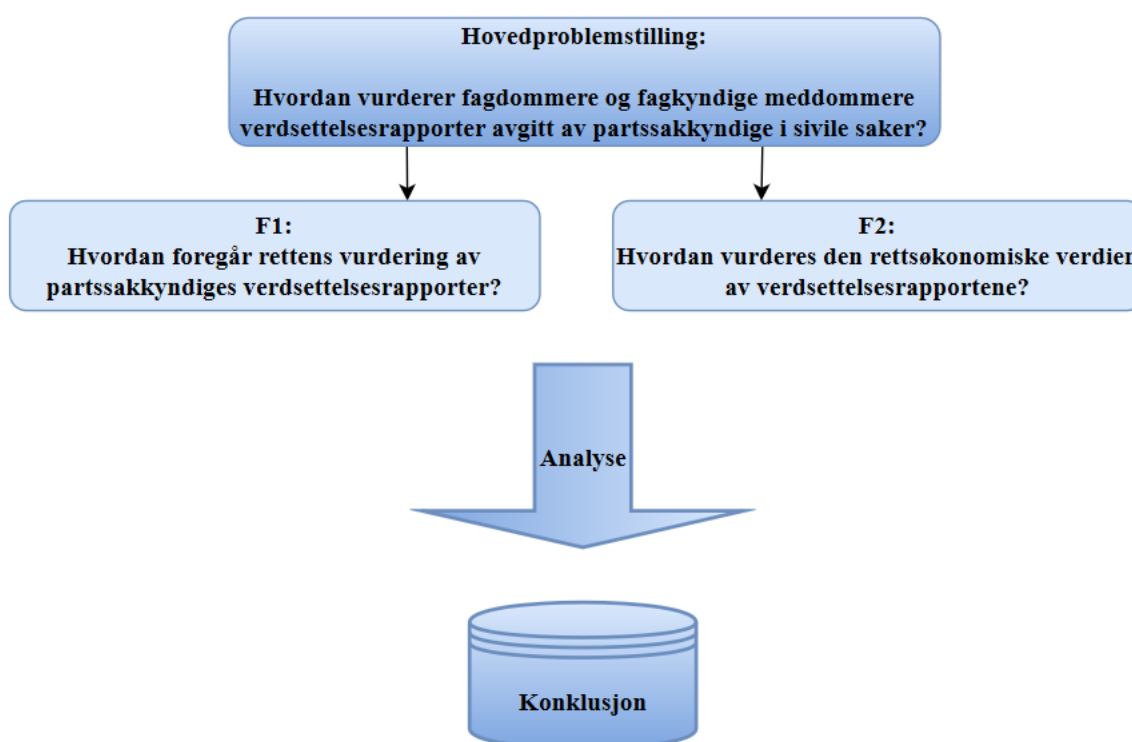 Hovedproblemstilling:
Hvordan vurderer fagdommere og fagkyndige meddommere
verdsettelsesrapporter avgitt av partssakkyndige i sivile saker?
F1:
Hvordan foregår rettens vurdering av
partssakkyndiges verdsettelsesrapporter?
F2:
Hvordan vurderes den rettsøkonomiske verdien
av verdsettelsesrapportene?
Analyse
Konklusjon